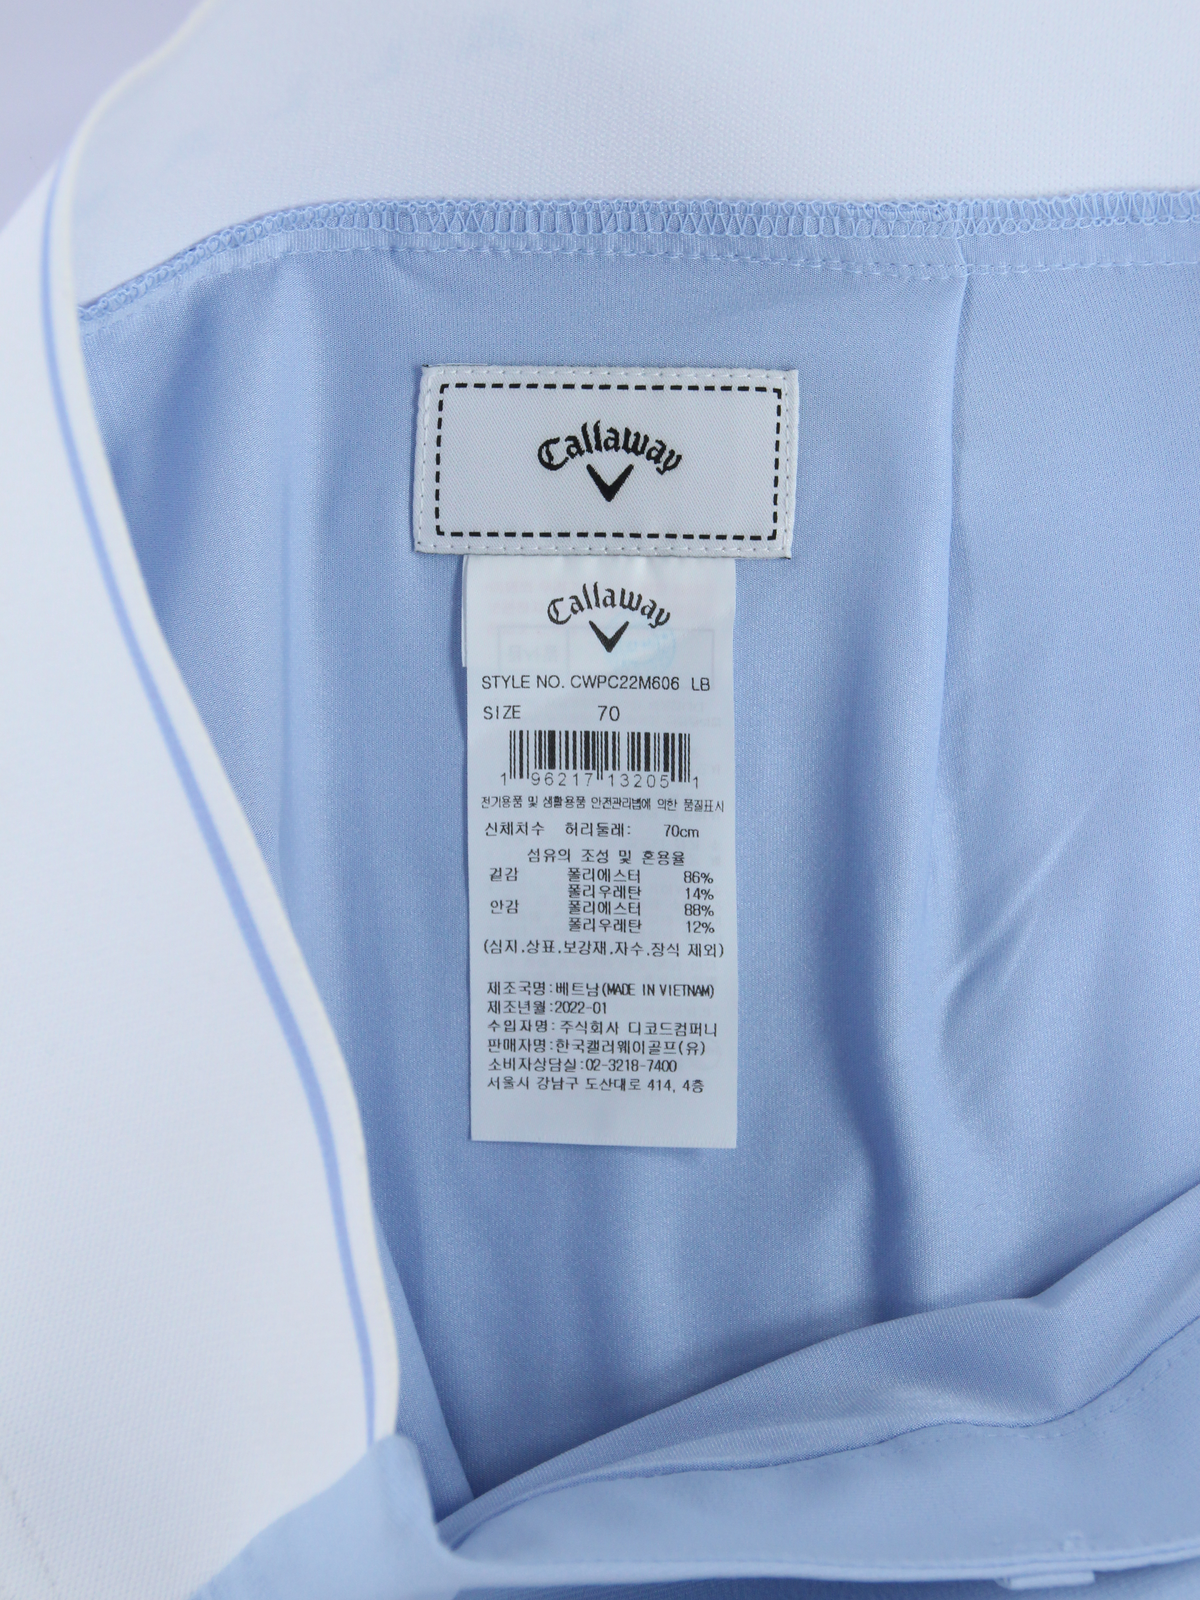 Callaway
Callaway
STYLE NO. CWPC22M606 LB
SIZE 70
1 96217 13205 1
전기용품 및 생활용품 안전관리법에 의한 품질표시
신체치수 허리둘레: 70cm
섬유의 조성 및 혼용율
겉감 폴리에스터 86%
폴리우레탄 14%
안감 폴리에스터 88%
폴리우레탄 12%
(심지.상표.보강재.자수.장식 제외)
제조국명:베트남(MADE IN VIETNAM)
제조년월:2022-01
수입자명:주식회사 디코드컴퍼니
판매자명:한국캘러웨이골프(유)
소비자상담실:02-3218-7400
서울시 강남구 도산대로 414, 4층